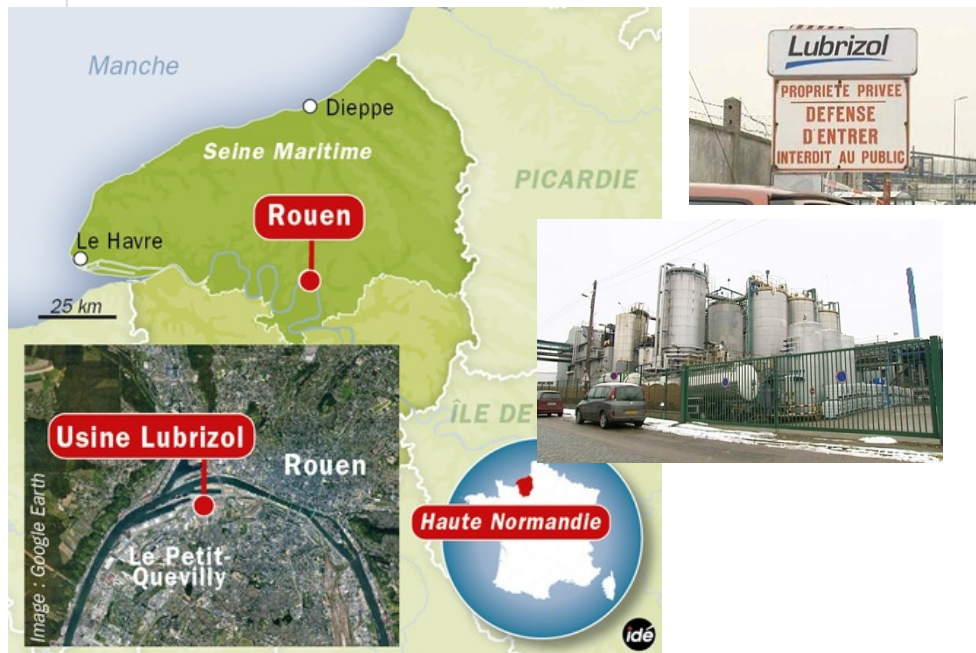 Manche
Dieppe
Seine Maritime
PICARDIE
Rouen
Le Havre
25 km
ÎLE DE
Usine Lubrizol
Rouen
Le Petit-
Quevilly
Image : Google Earth
Haute Normandie
idé
Lubrizol
PROPRIETE PRIVEE
DEFENSE
D'ENTRER
INTERDIT AU PUBLIC